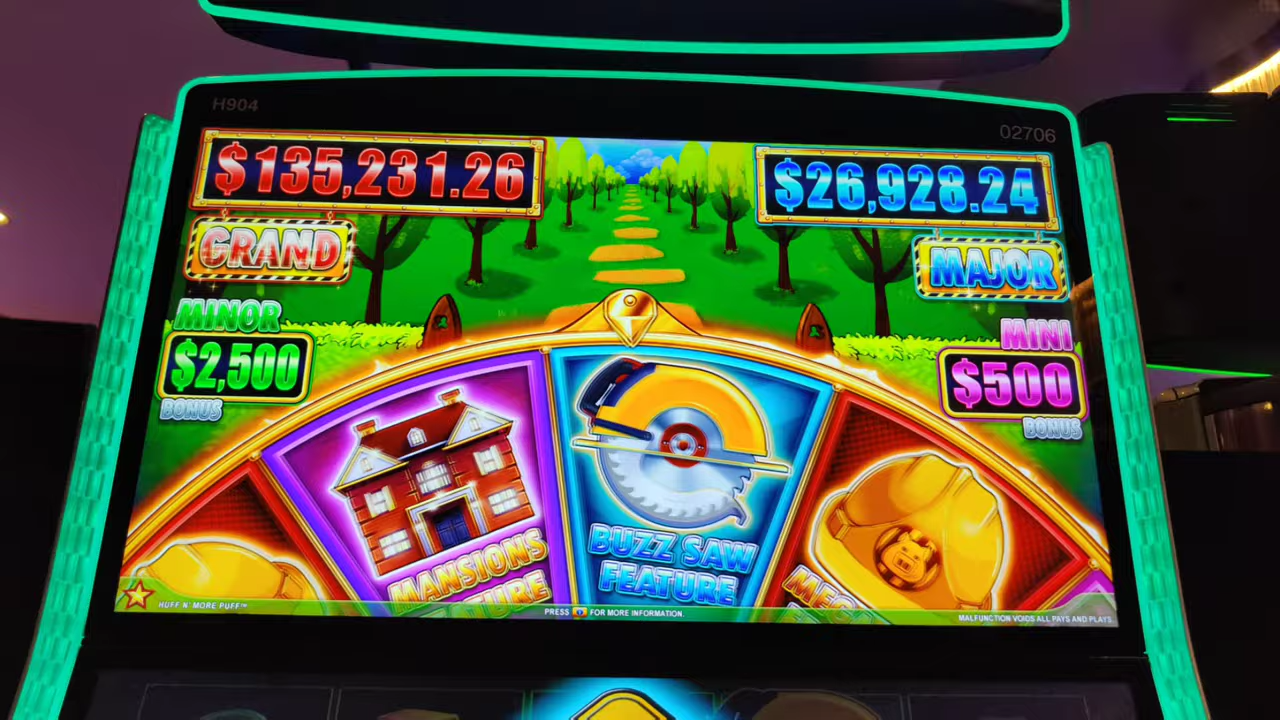 H904
02706
$135,231.26
$26,928.24
GRAND
MAJOR
MINOR
MINI
$2,500
$500
BONUS
BONUS
BUZZ SAW
FEATURE
MANSIONS
HUFF N' MORE PUFF™
PRESS FOR MORE INFORMATION.
MALFUNCTION VOIDS ALL PAYS AND PLAYS.